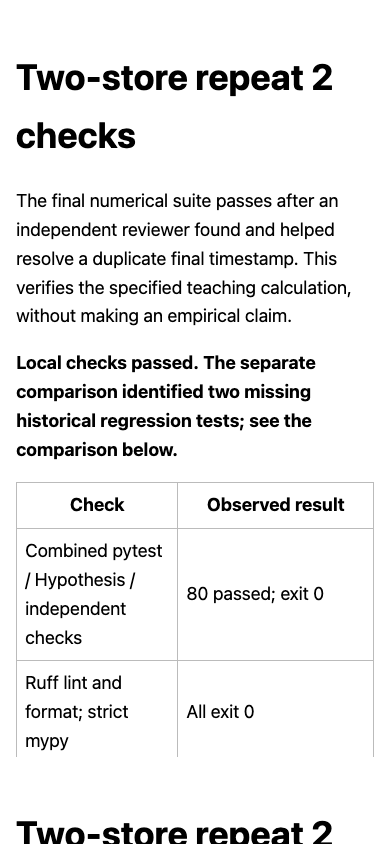 Two-store repeat 2
checks
The final numerical suite passes after an
independent reviewer found and helped
resolve a duplicate final timestamp. This
verifies the specified teaching calculation,
without making an empirical claim.
Local checks passed. The separate
comparison identified two missing
historical regression tests; see the
comparison below.
Check
Observed result
Combined pytest
/ Hypothesis /
independent
checks
80 passed; exit 0
Ruff lint and
format; strict
mypy
All exit 0
Two-store repeat 2